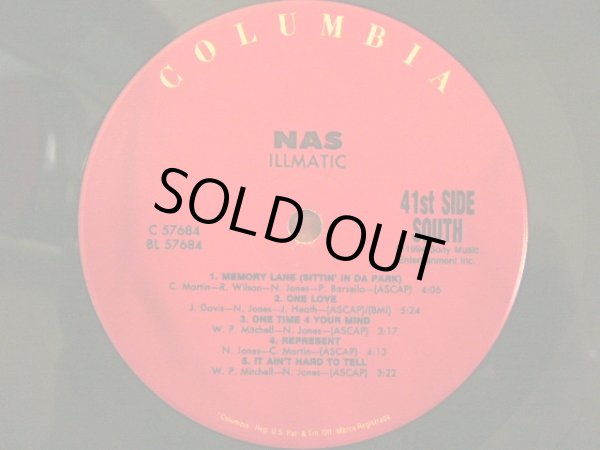 COLUMBIA
NAS
ILLMATIC
SOLD OUT
C 57684
BL 57684
41st SIDE
SOUTH
Sony Music
Entertainment Inc.
1. MEMORY LANE (SITTIN' IN DA PARK)
C. Martin—R. Wilson—N. Jones—P. Barsella—(ASCAP) 4:06
2. ONE LOVE
J. Davis—N. Jones—J. Heath—(ASCAP)/(BMI) 5:24
3. ONE TIME 4 YOUR MIND
W. P. Mitchell—N. Jones—(ASCAP) 3:17
4. REPRESENT
N. Jones—C. Martin—(ASCAP) 4:13
5. IT AIN'T HARD TO TELL
W. P. Mitchell—N. Jones—(ASCAP) 3:22
"Columbia" Reg. U.S. Pat. & Tm. Off. Marca Registrada.